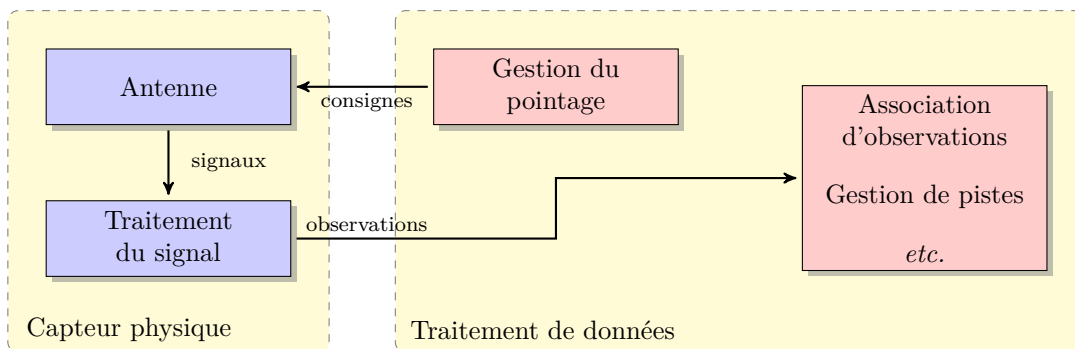 Antenne
consignes
Gestion du
pointage
signaux
Traitement
du signal
observations
Association
d'observations
Gestion de pistes
etc.
Capteur physique
Traitement de données